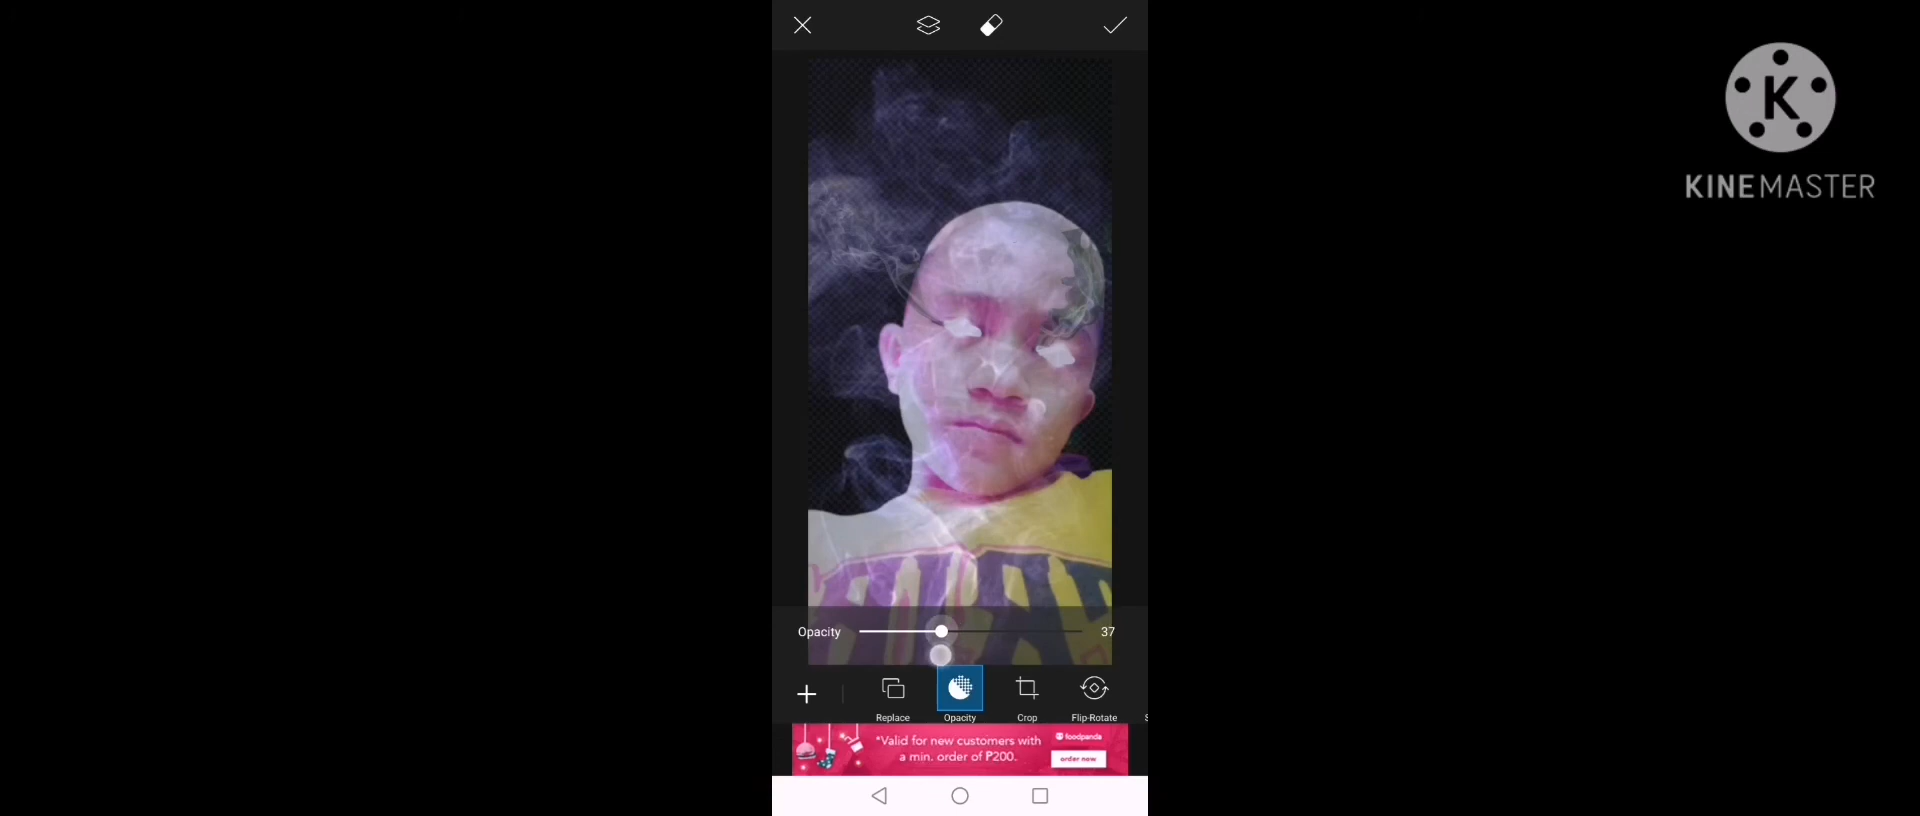 KINEMASTER
Opacity 37
Replace Opacity Crop Flip-Rotate S
*Valid for new customers with
a min. order of ₱200.
foodpanda
order now